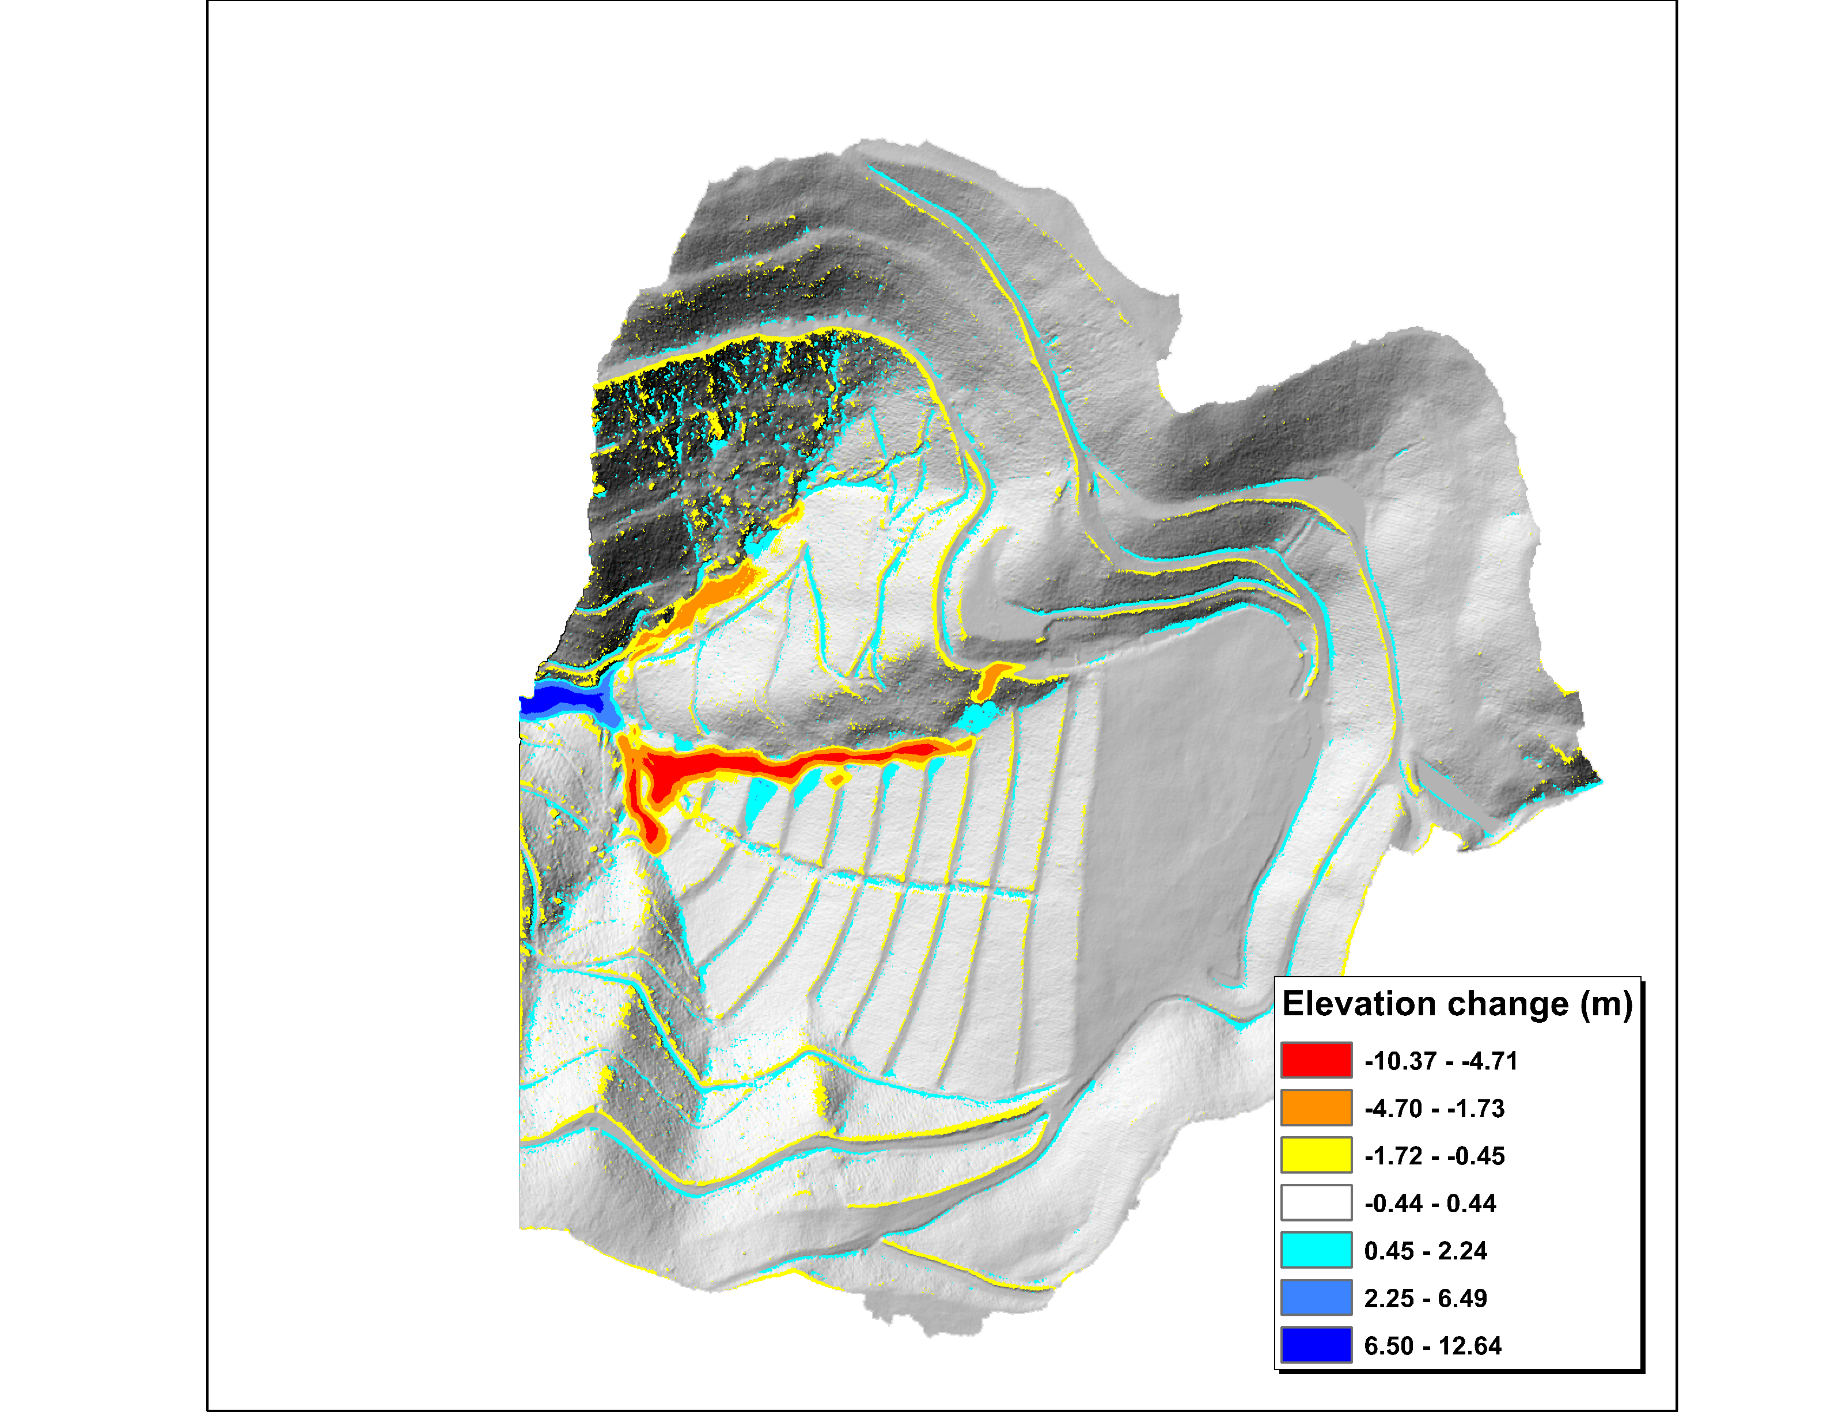 Elevation change (m)
-10.37 - -4.71
-4.70 - -1.73
-1.72 - -0.45
-0.44 - 0.44
0.45 - 2.24
2.25 - 6.49
6.50 - 12.64